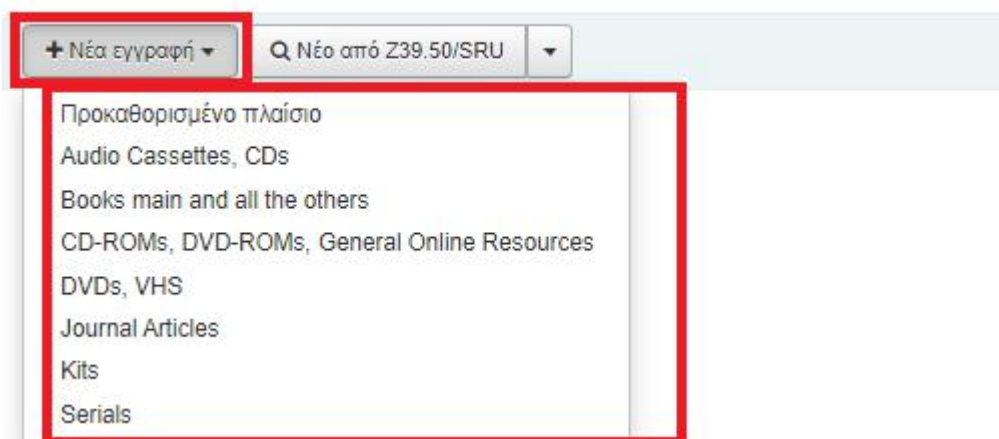 + Νέα εγγραφή
Νέο από Z39.50/SRU
Προκαθορισμένο πλαίσιο
Audio Cassettes, CDs
Books main and all the others
CD-ROMs, DVD-ROMs, General Online Resources
DVDs, VHS
Journal Articles
Kits
Serials